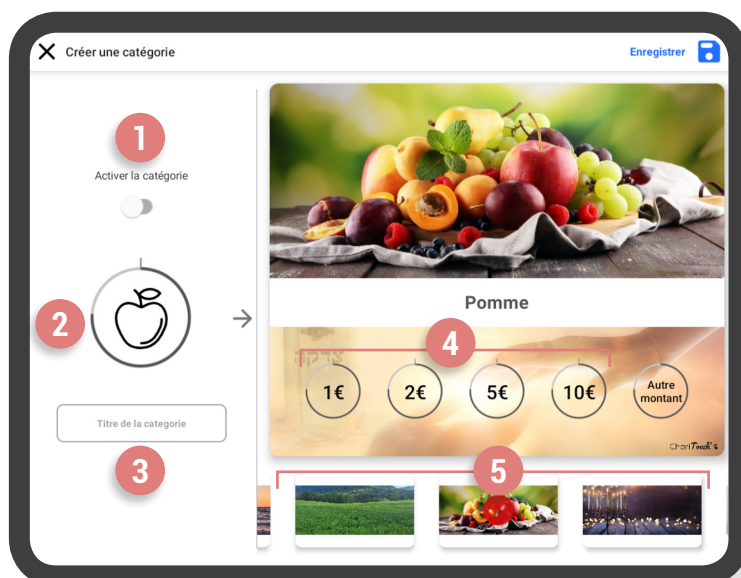 Créer une catégorie
Enregistrer
1
Activer la catégorie
2
Titre de la categorie
3
Pomme
4
צדקה
1€
2€
5€
10€
Autre
montant
ChariTouch
5